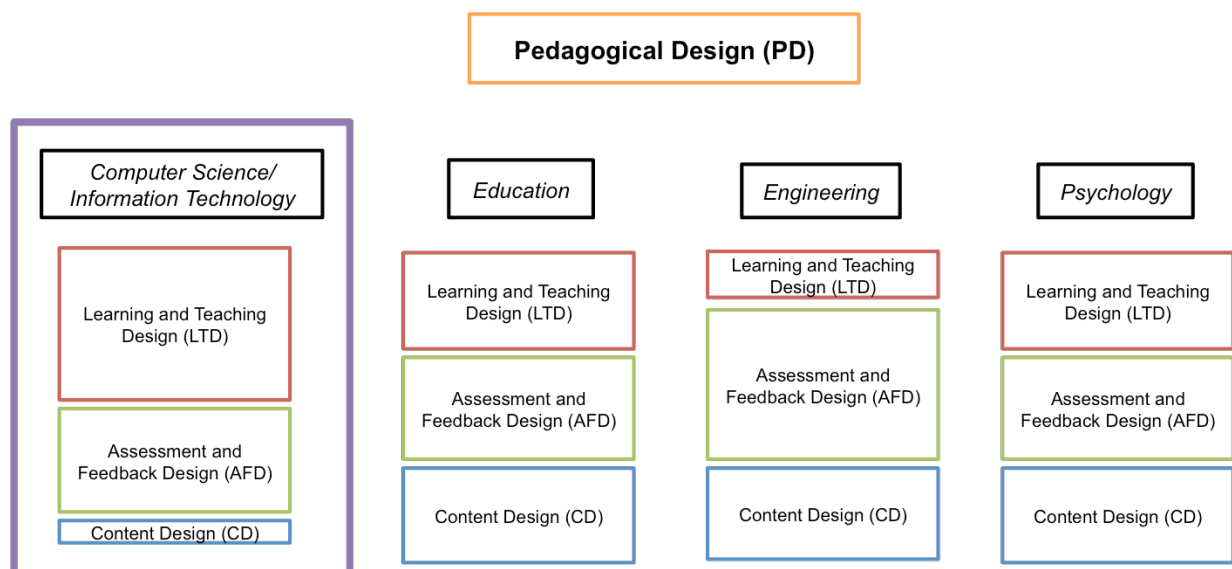 Pedagogical Design (PD)
Computer Science/
Information Technology
Learning and Teaching
Design (LTD)
Assessment and
Feedback Design (AFD)
Content Design (CD)
Education
Learning and Teaching
Design (LTD)
Assessment and
Feedback Design (AFD)
Content Design (CD)
Engineering
Learning and Teaching
Design (LTD)
Assessment and
Feedback Design (AFD)
Content Design (CD)
Psychology
Learning and Teaching
Design (LTD)
Assessment and
Feedback Design (AFD)
Content Design (CD)